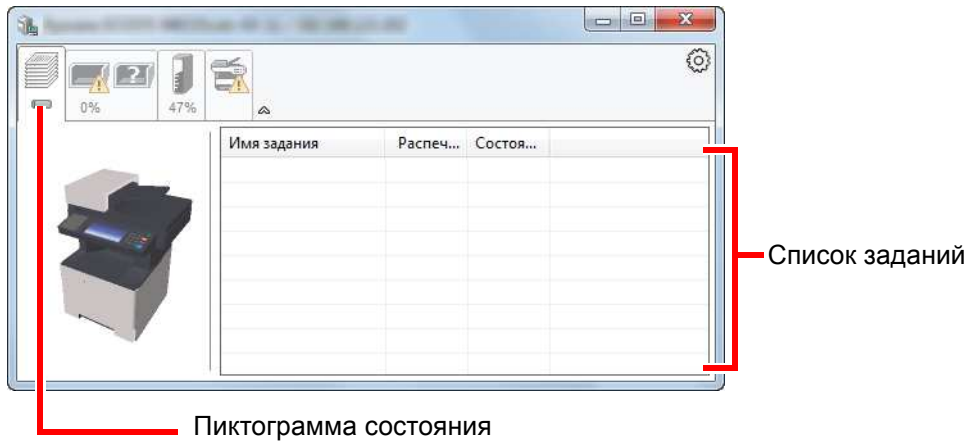 0%
47%
Имя задания Распеч... Состоя...
Список заданий
Пиктограмма состояния